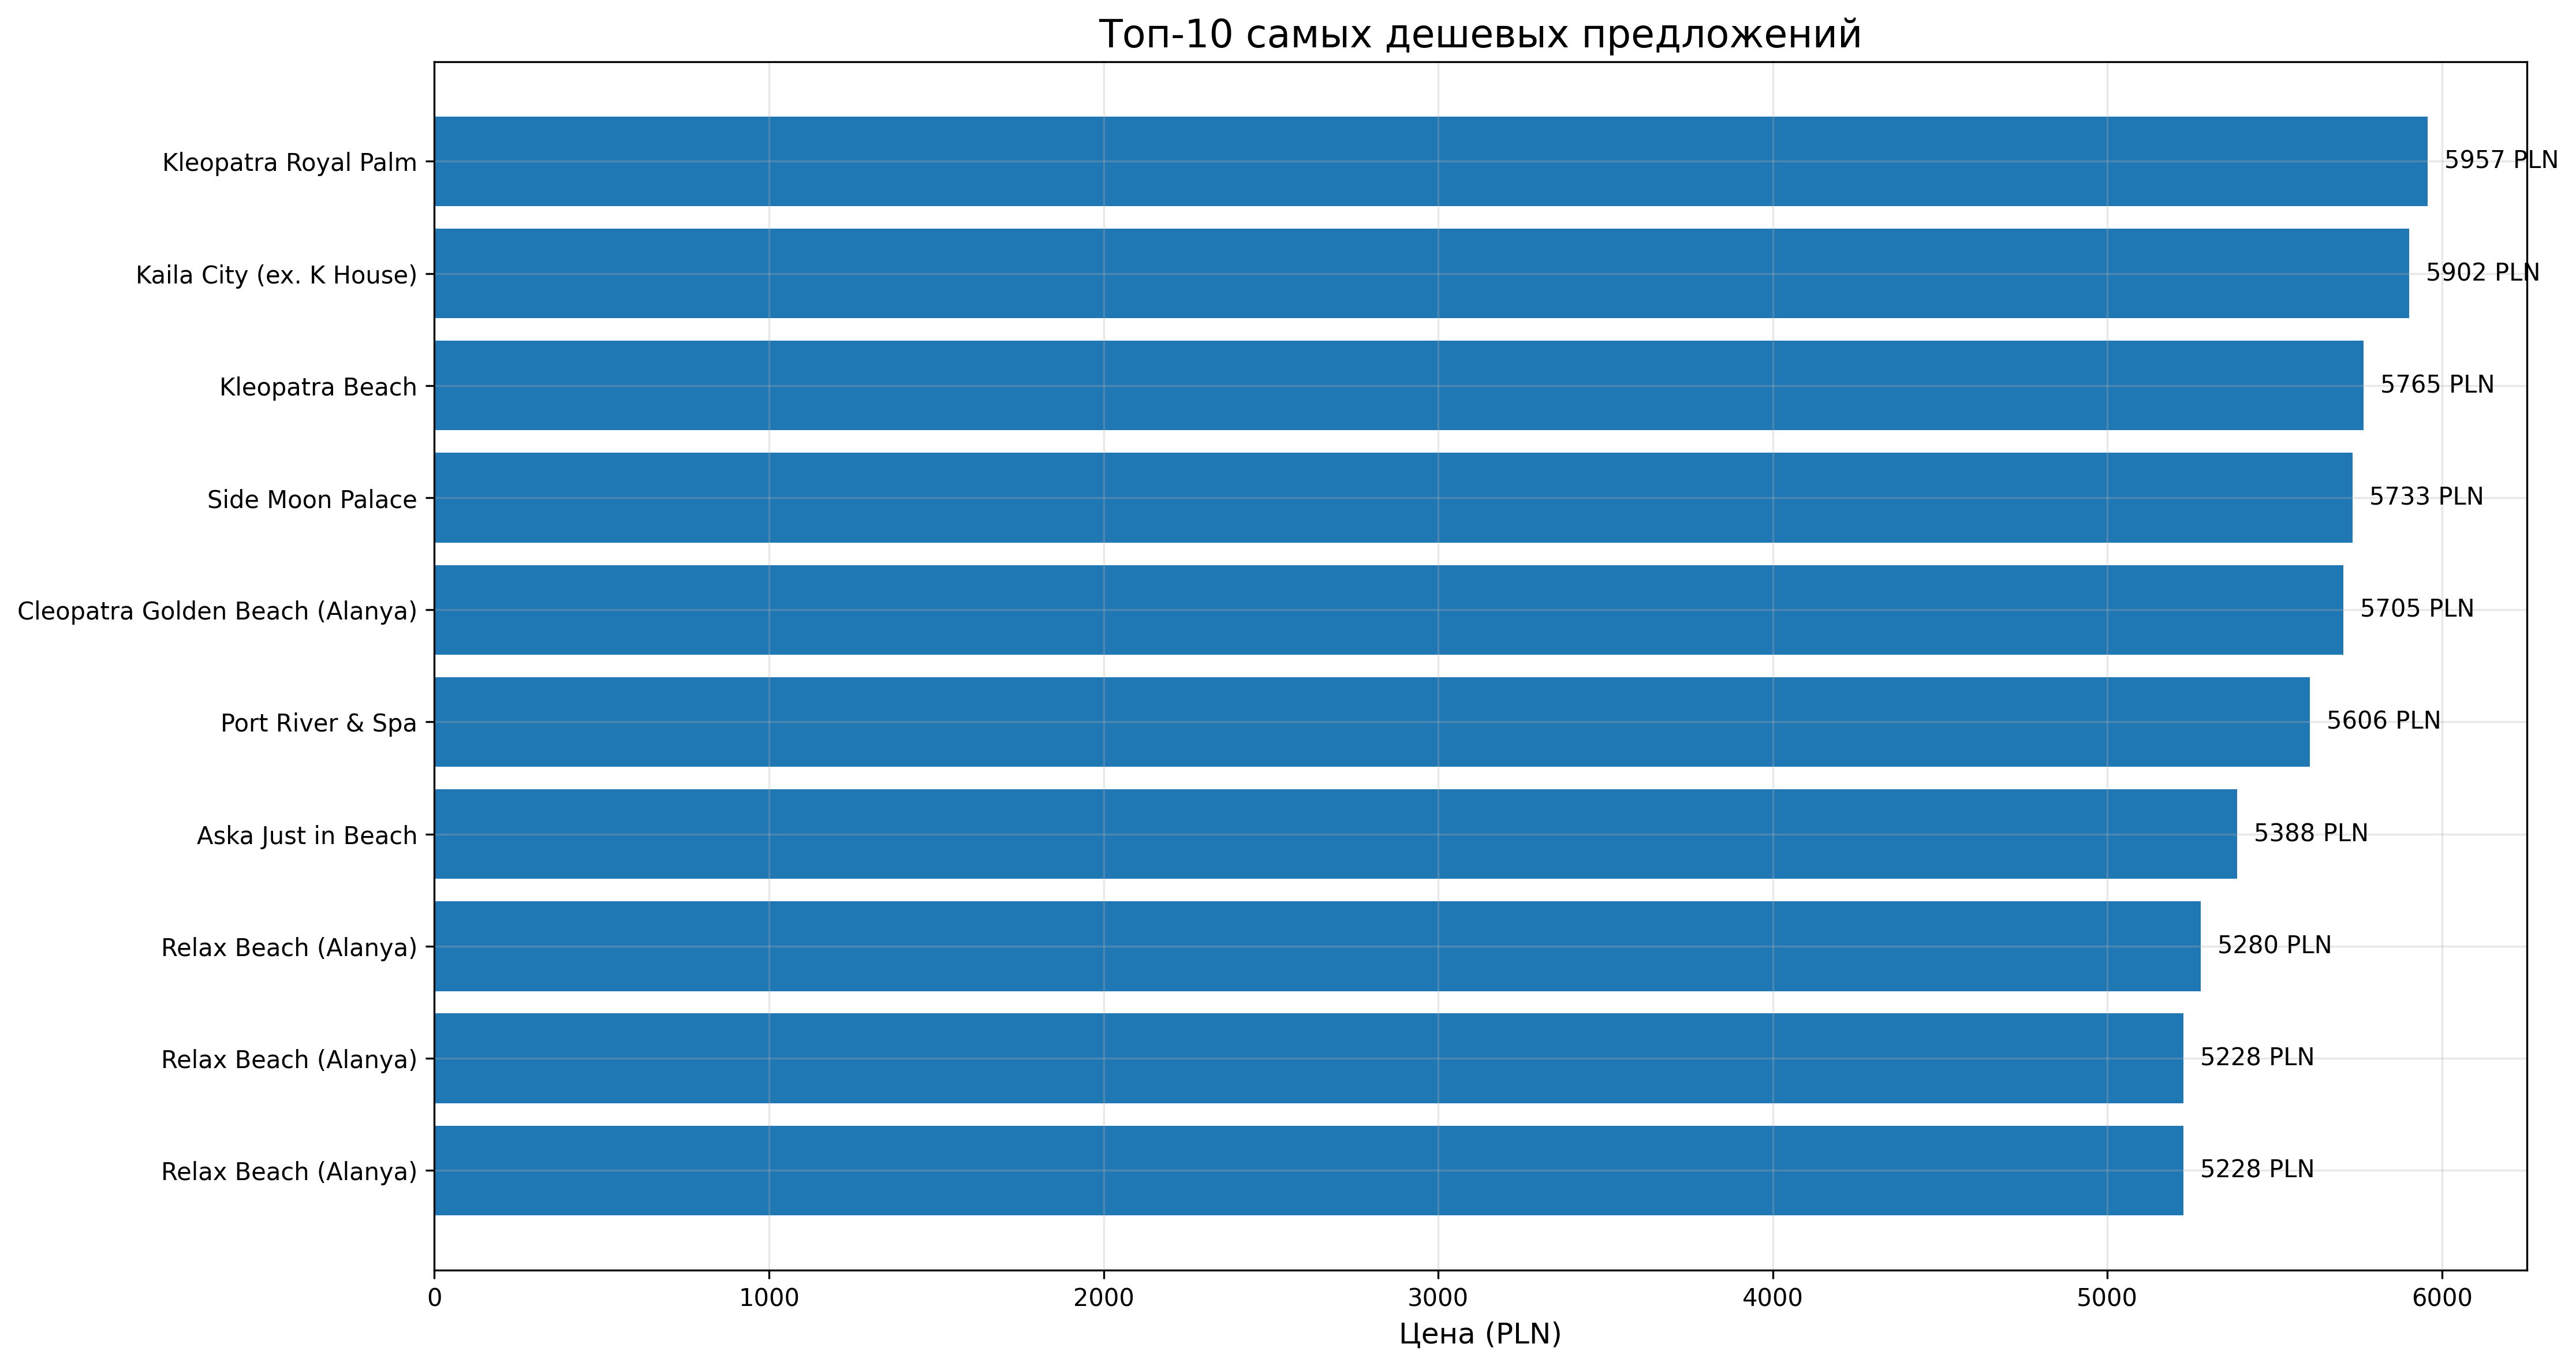 Топ-10 самых дешевых предложений
Kleopatra Royal Palm 5957 PLN
Kaila City (ex. K House) 5902 PLN
Kleopatra Beach 5765 PLN
Side Moon Palace 5733 PLN
Cleopatra Golden Beach (Alanya) 5705 PLN
Port River & Spa 5606 PLN
Aska Just in Beach 5388 PLN
Relax Beach (Alanya) 5280 PLN
Relax Beach (Alanya) 5228 PLN
Relax Beach (Alanya) 5228 PLN
0 1000 2000 3000 4000 5000 6000
Цена (PLN)